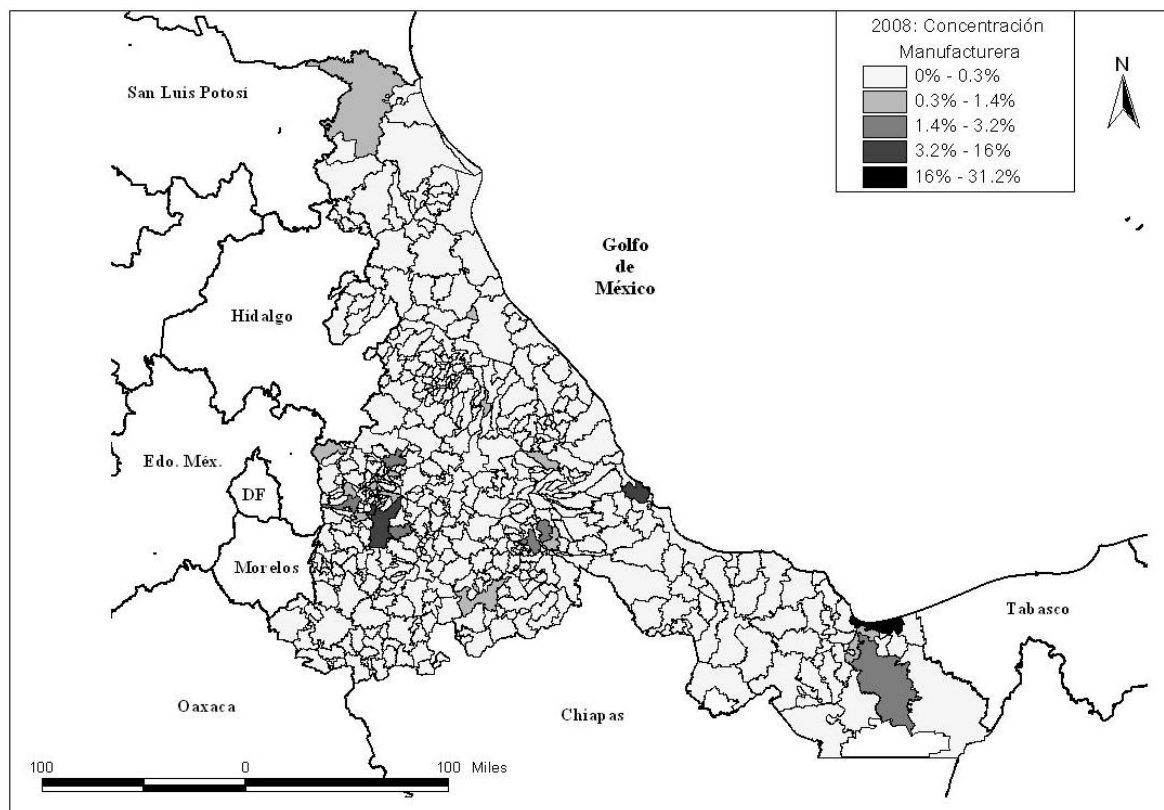 2008: Concentración
Manufacturera
0% - 0.3%
0.3% - 1.4%
1.4% - 3.2%
3.2% - 16%
16% - 31.2%
N
San Luis Potosí
Golfo
de
México
Hidalgo
Edo. Méx.
DF
Morelos
Tabasco
Oaxaca
Chiapas
100 0 100 Miles